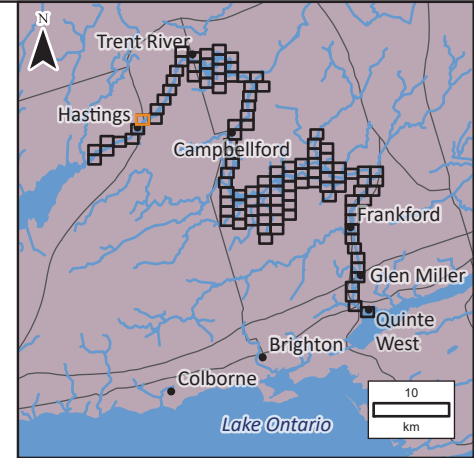 N
Trent River
Hastings
Campbellford
Frankford
Glen Miller
Quinte
West
Brighton
Colborne
Lake Ontario
10
km